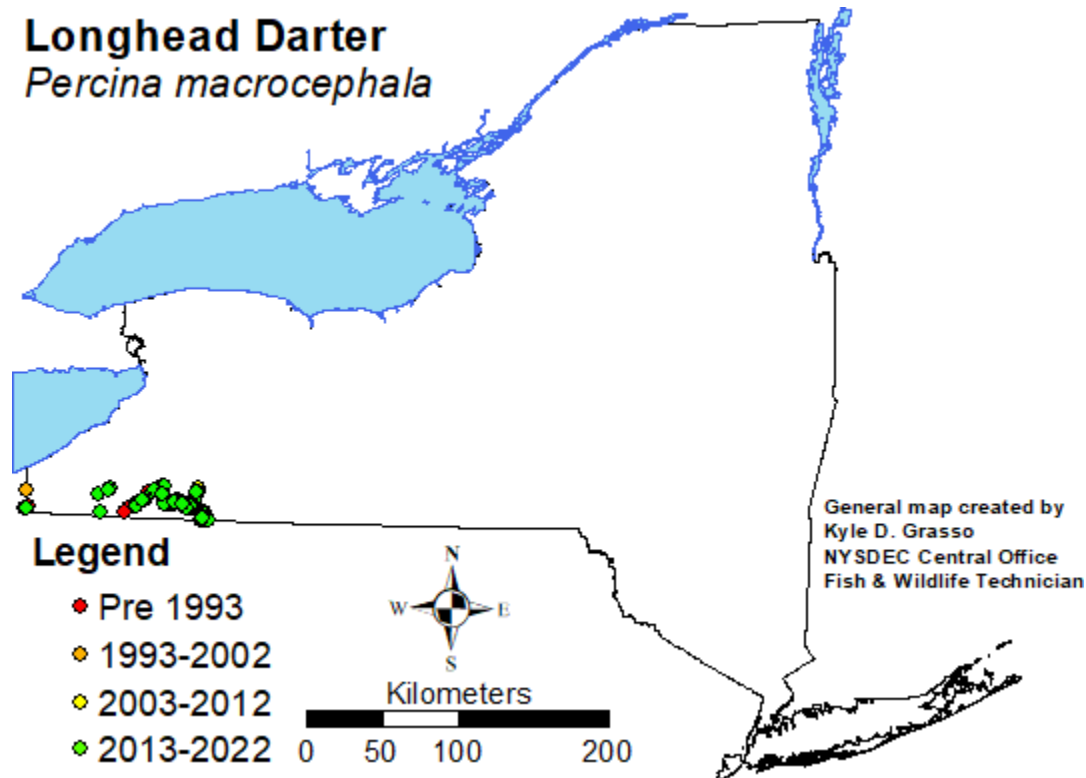 Longhead Darter
Percina macrocephala
General map created by
Kyle D. Grasso
NYSDEC Central Office
Fish & Wildlife Technician
Legend
Pre 1993
1993-2002
2003-2012
2013-2022
N
W E
S
Kilometers
0 50 100 200